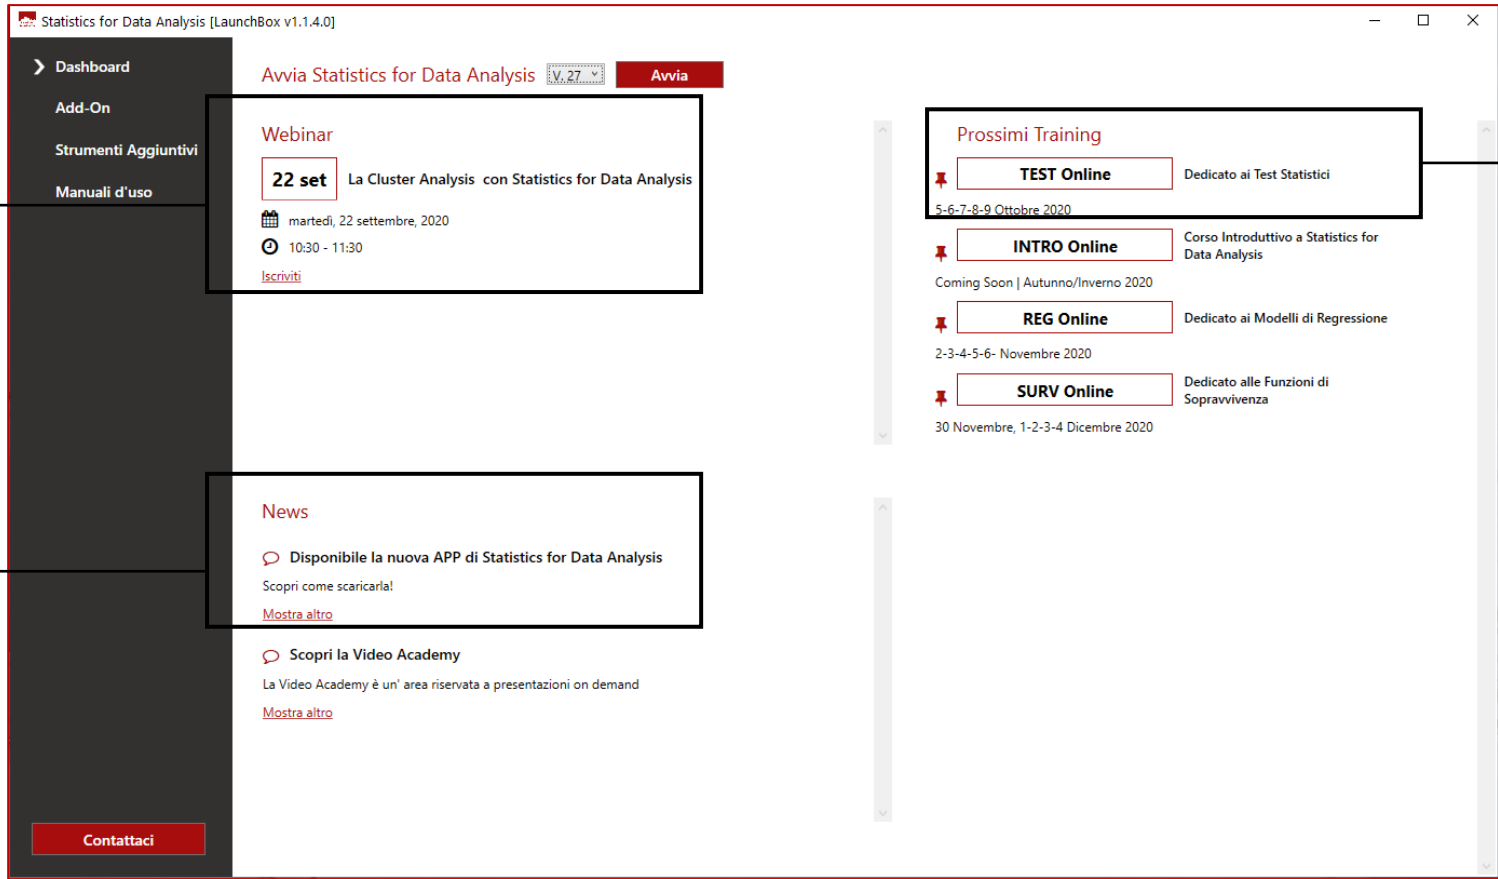 Statistics for Data Analysis [LaunchBox v1.1.4.0]
Dashboard
Add-On
Strumenti Aggiuntivi
Manuali d'uso
Contattaci
Avvia Statistics for Data Analysis V. 27 Avvia
Webinar
22 set La Cluster Analysis con Statistics for Data Analysis
martedì, 22 settembre, 2020
10:30 - 11:30
Iscriviti
News
Disponibile la nuova APP di Statistics for Data Analysis
Scopri come scaricarla!
Mostra altro
Scopri la Video Academy
La Video Academy è un' area riservata a presentazioni on demand
Mostra altro
Prossimi Training
TEST Online Dedicato ai Test Statistici
5-6-7-8-9 Ottobre 2020
INTRO Online Corso Introduttivo a Statistics for
Data Analysis
Coming Soon | Autunno/Inverno 2020
REG Online Dedicato ai Modelli di Regressione
2-3-4-5-6- Novembre 2020
SURV Online Dedicato alle Funzioni di
Sopravvivenza
30 Novembre, 1-2-3-4 Dicembre 2020